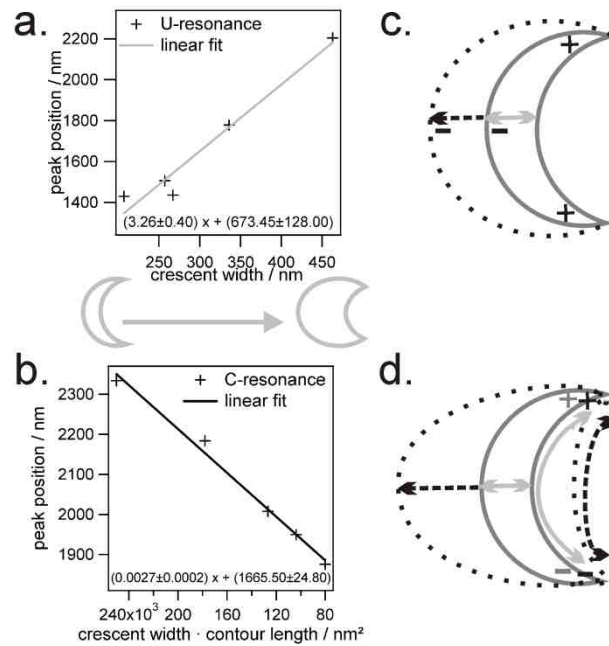 a.
+ U-resonance
linear fit
2200
2000
1800
1600
1400
peak position / nm
(3.26±0.40) x + (673.45±128.00)
250 300 350 400 450
crescent width / nm
b.
+ C-resonance
linear fit
2300
2200
2100
2000
1900
peak position / nm
(0.0027±0.0002) x + (1665.50±24.80)
240x10³ 200 160 120 80
crescent width · contour length / nm²
c.
+
- -
+
d.
+ +
- -